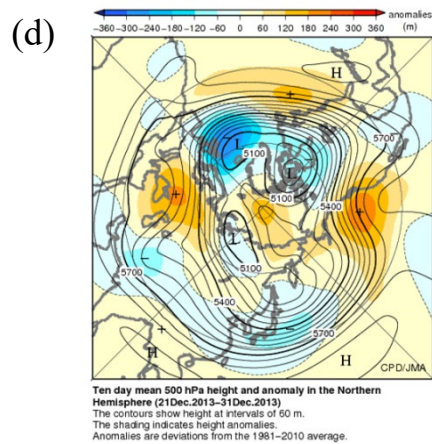 (d)
anomalies
-360 -300 -240 -180 -120 -60 0 60 120 180 240 300 360 (m)
H
+
5700
L
5100
L
5100
5400
+
+
L
5700
-
5100
5400
-
5700
+
H
H
CPD/JMA
Ten day mean 500 hPa height and anomaly in the Northern
Hemisphere (21Dec.2013-31Dec.2013)
The contours show height at intervals of 60 m.
The shading indicates height anomalies.
Anomalies are deviations from the 1981-2010 average.